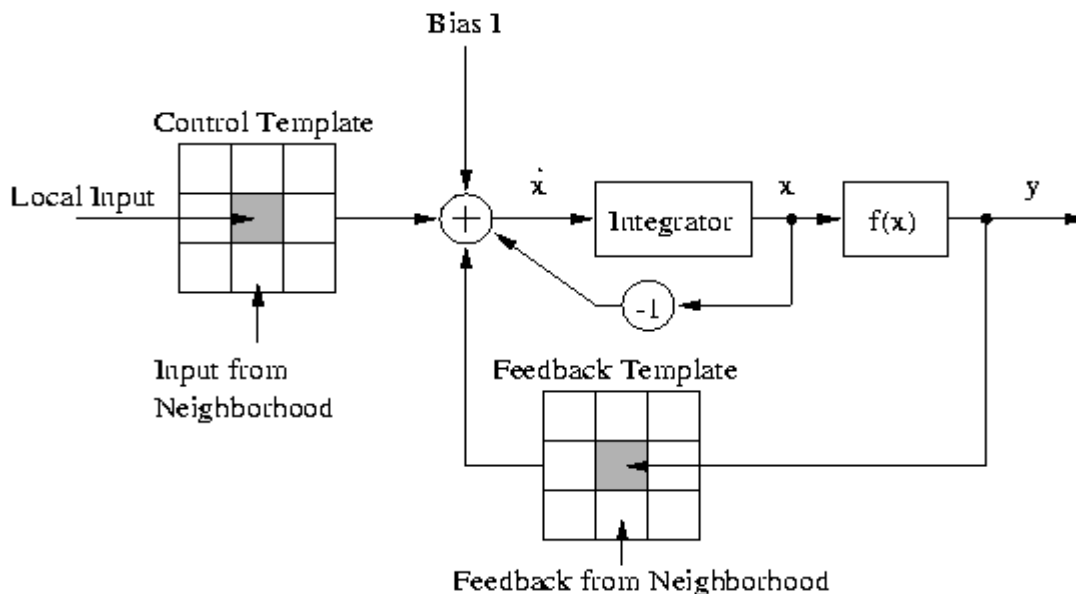 Bias I
Control Template
Local Input
+
ẋ
Integrator
x
f(x)
y
-1
Input from
Neighborhood
Feedback Template
Feedback from Neighborhood